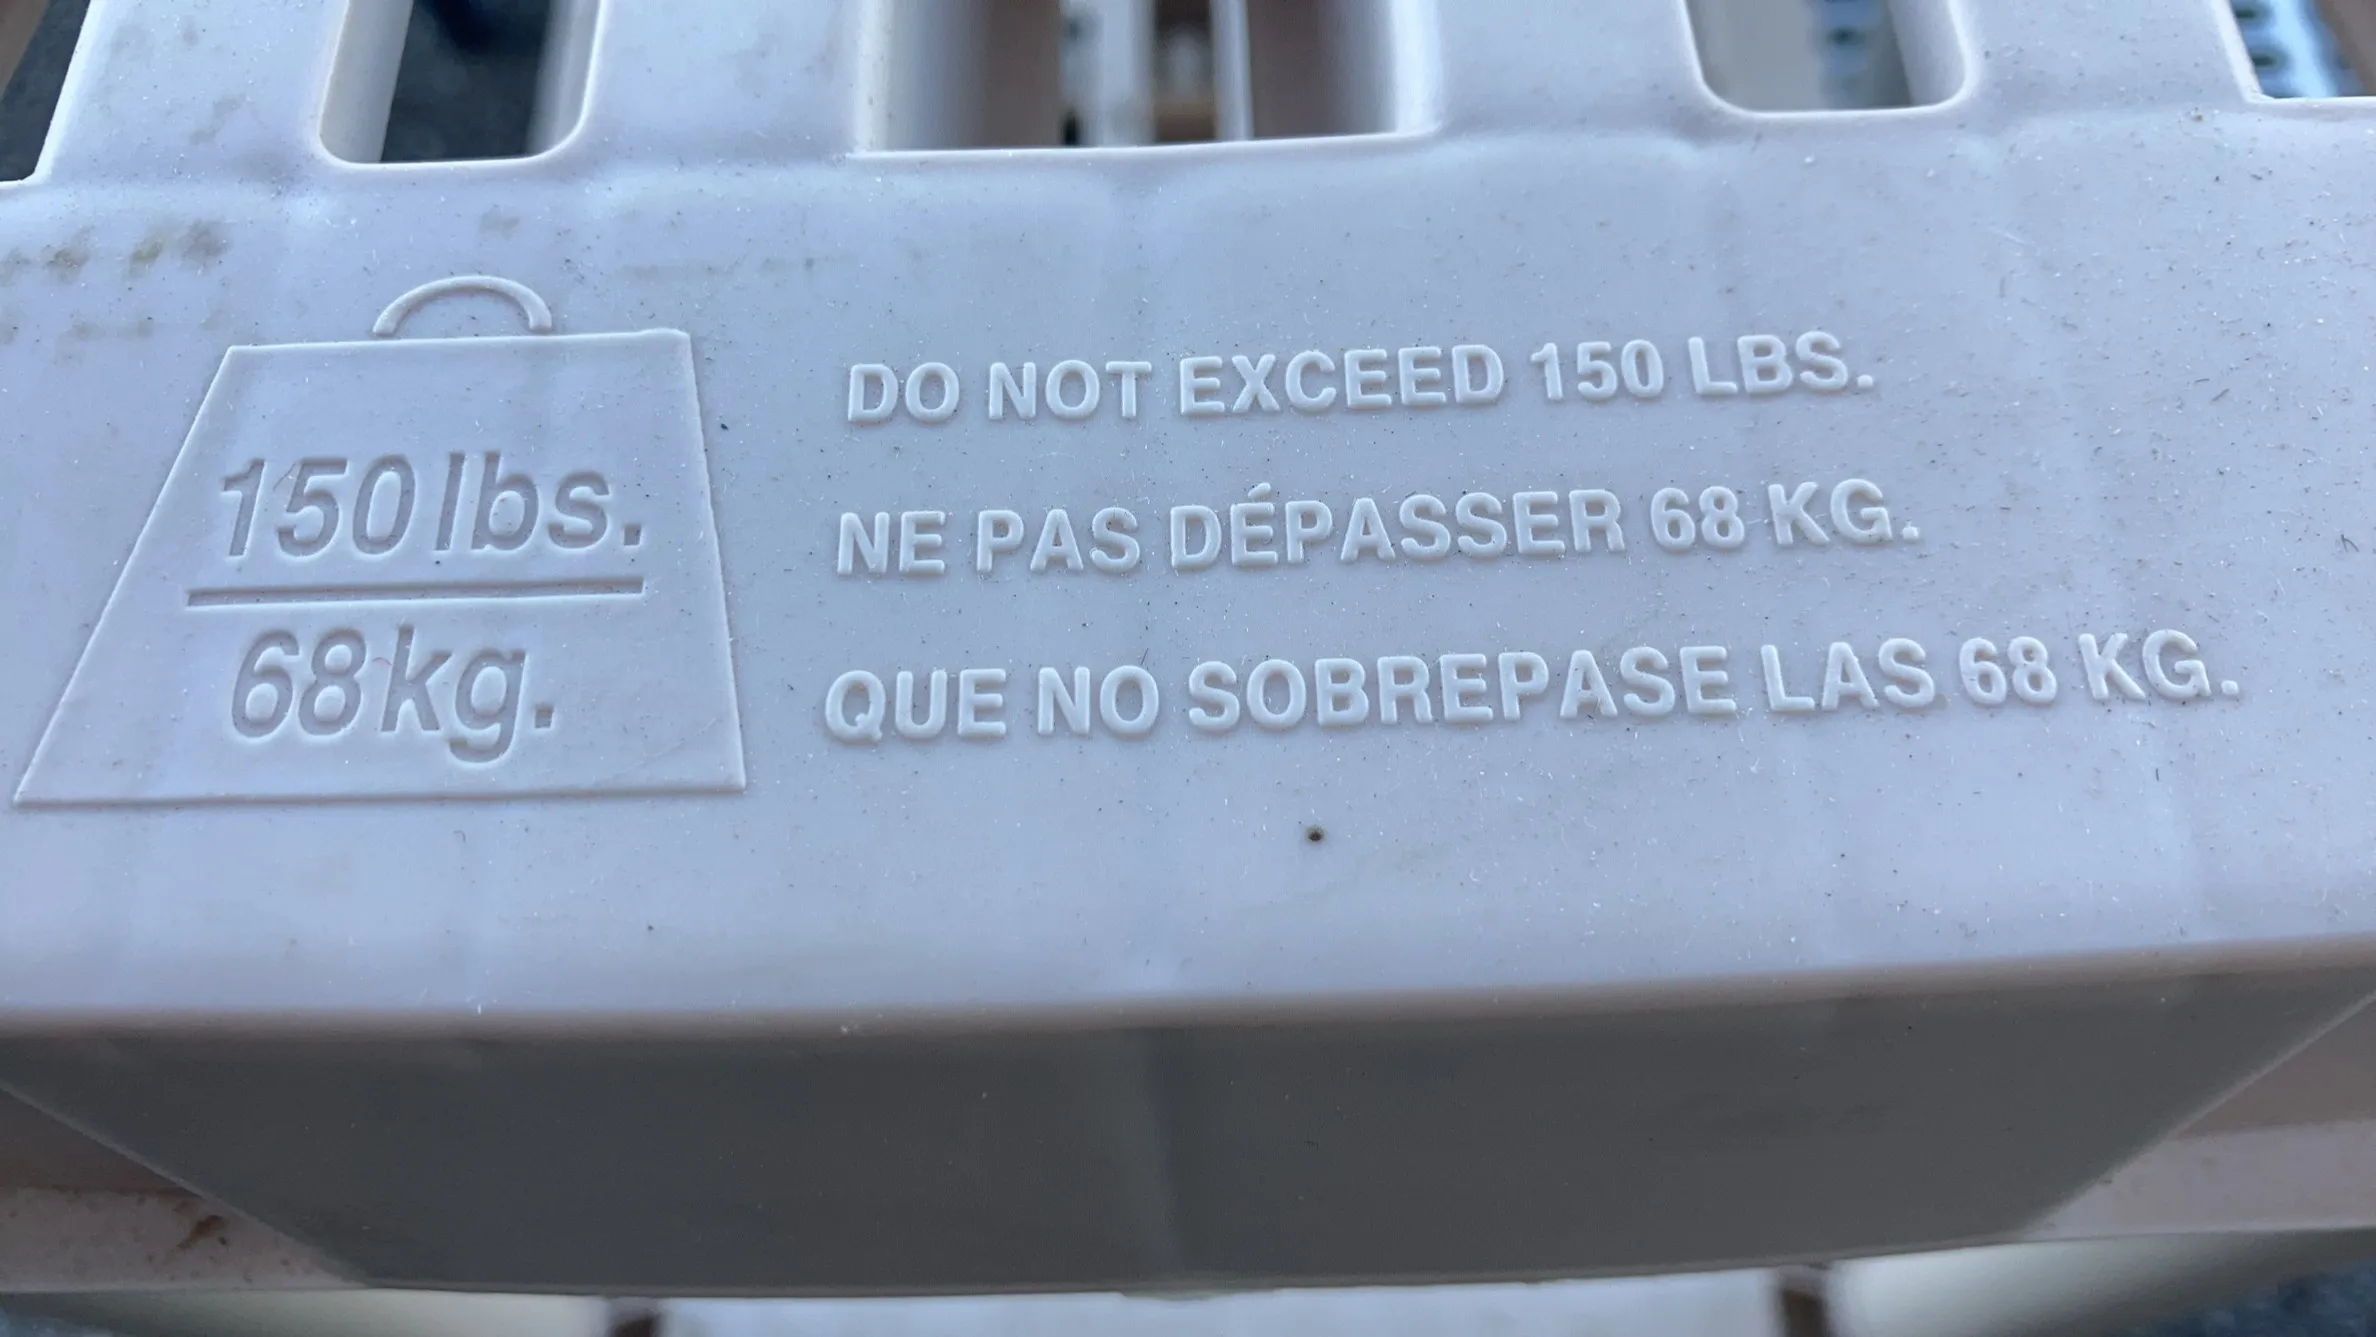 150 lbs.
68 kg.
DO NOT EXCEED 150 LBS.
NE PAS DÉPASSER 68 KG.
QUE NO SOBREPASE LAS 68 KG.